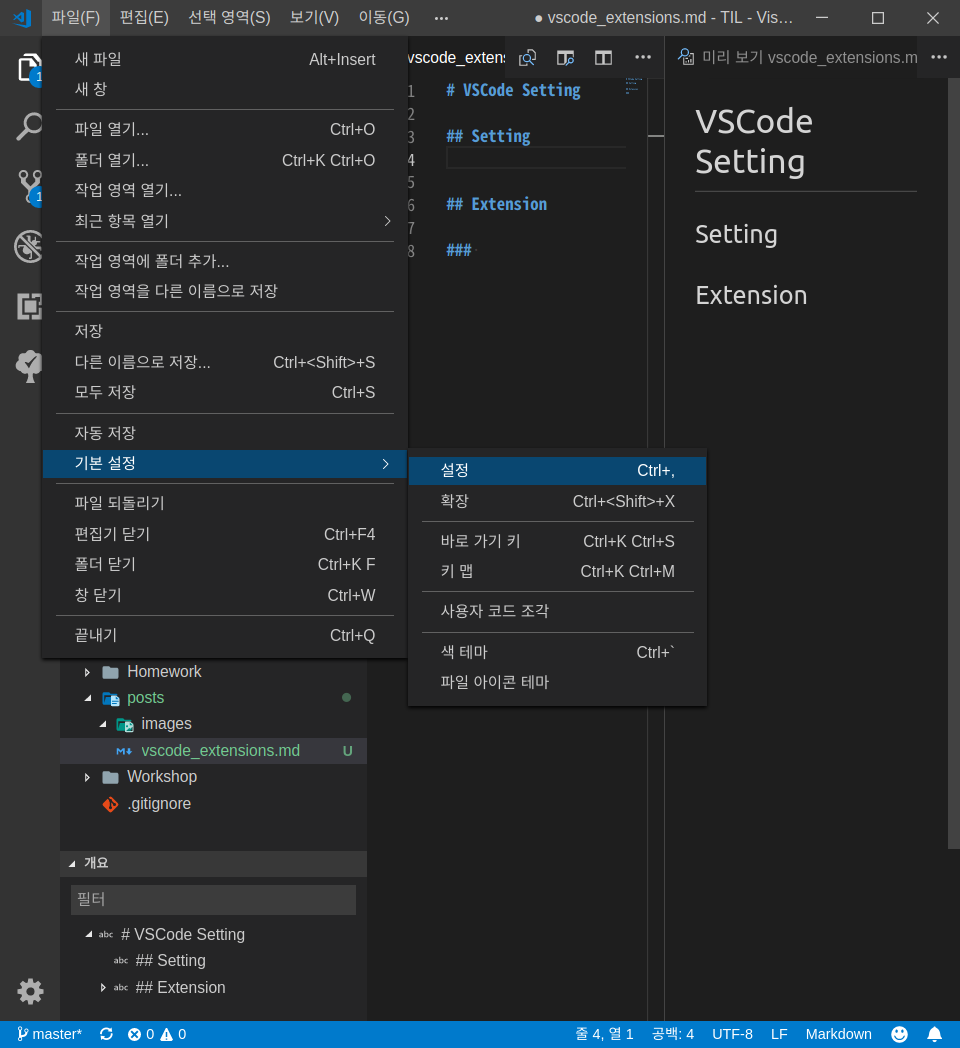 파일(F) 편집(E) 선택 영역(S) 보기(V) 이동(G) ··· ● vscode_extensions.md - TIL - Vis...
새 파일 Alt+Insert
새 창
파일 열기... Ctrl+O
폴더 열기... Ctrl+K Ctrl+O
작업 영역 열기...
최근 항목 열기
작업 영역에 폴더 추가...
작업 영역을 다른 이름으로 저장
저장
다른 이름으로 저장... Ctrl+<Shift>+S
모두 저장 Ctrl+S
자동 저장
기본 설정
파일 되돌리기
편집기 닫기 Ctrl+F4
폴더 닫기 Ctrl+K F
창 닫기 Ctrl+W
끝내기 Ctrl+Q
설정 Ctrl+,
확장 Ctrl+<Shift>+X
바로 가기 키 Ctrl+K Ctrl+S
키 맵 Ctrl+K Ctrl+M
사용자 코드 조각
색 테마 Ctrl+`
파일 아이콘 테마
1
1
vscode_exten
1 # VSCode Setting
2
3 ## Setting
4
5
6 ## Extension
7
8 ###
미리 보기 vscode_extensions.m
VSCode
Setting
Setting
Extension
Homework
posts
images
M↓ vscode_extensions.md U
Workshop
.gitignore
개요
필터
abc # VSCode Setting
abc ## Setting
abc ## Extension
master* 0 0 줄 4, 열 1 공백: 4 UTF-8 LF Markdown